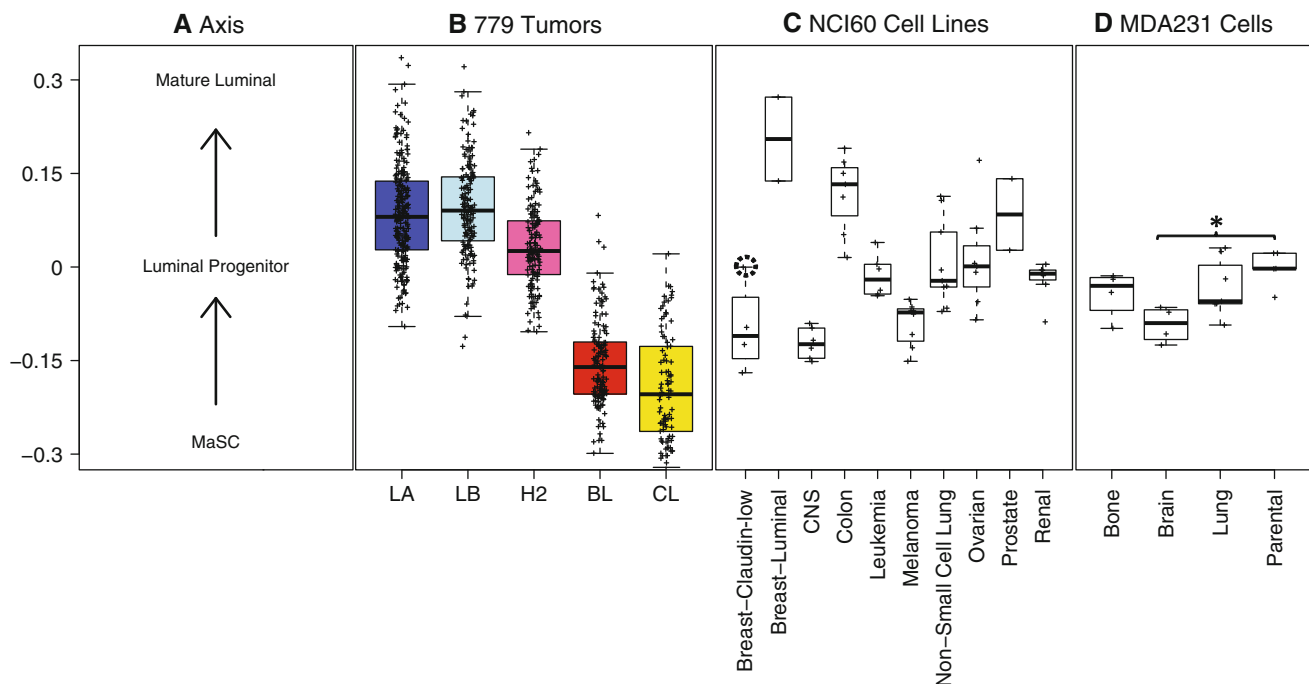 A Axis
B 779 Tumors
C NCI60 Cell Lines
D MDA231 Cells
0.3
0.15
0
−0.15
−0.3
Mature Luminal
Luminal Progenitor
MaSC
LA
LB
H2
BL
CL
Breast−Claudin-low
Breast−Luminal
CNS
Colon
Leukemia
Melanoma
Non−Small Cell Lung
Ovarian
Prostate
Renal
*
Bone
Brain
Lung
Parental